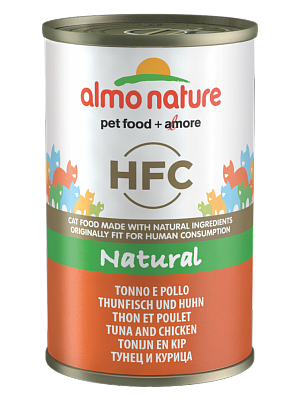 almo nature
pet food + amore
HFC
CAT FOOD MADE WITH NATURAL INGREDIENTS
ORIGINALLY FIT FOR HUMAN CONSUMPTION
Natural
TONNO E POLLO
THUNFISCH UND HUHN
THON ET POULET
TUNA AND CHICKEN
TONIJN EN KIP
ТУНЕЦ И КУРИЦА